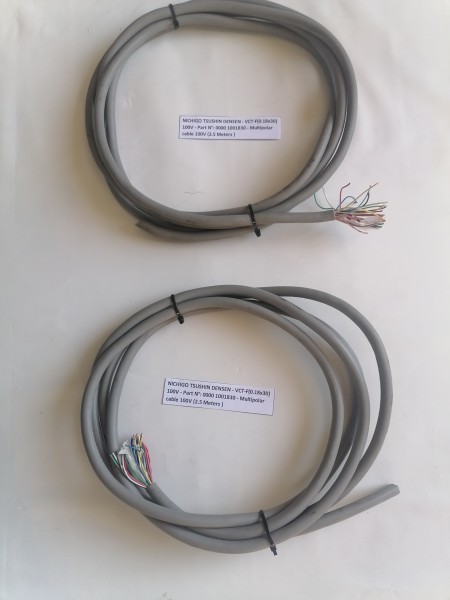 NICHIGO TSUSHIN DENSEN - VCT-F(0.18x30)
100V - Part N°: 0000 1001830 - Multipolar
cable 100V (3.5 Meters )
NICHIGO TSUSHIN DENSEN - VCT-F(0.18x30)
100V - Part N°: 0000 1001830 - Multipolar
cable 100V (2.5 Meters )